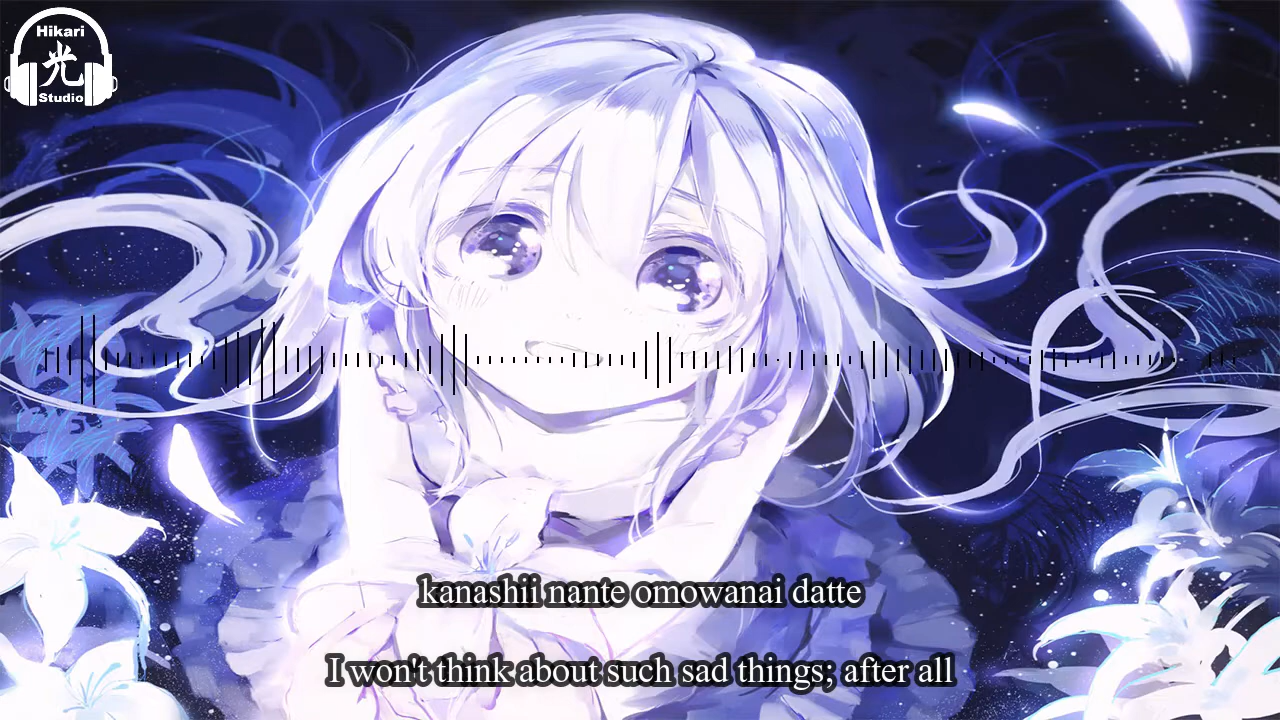 Hikari
光
Studio
kanashii nante omowanai datte
I won't think about such sad things; after all